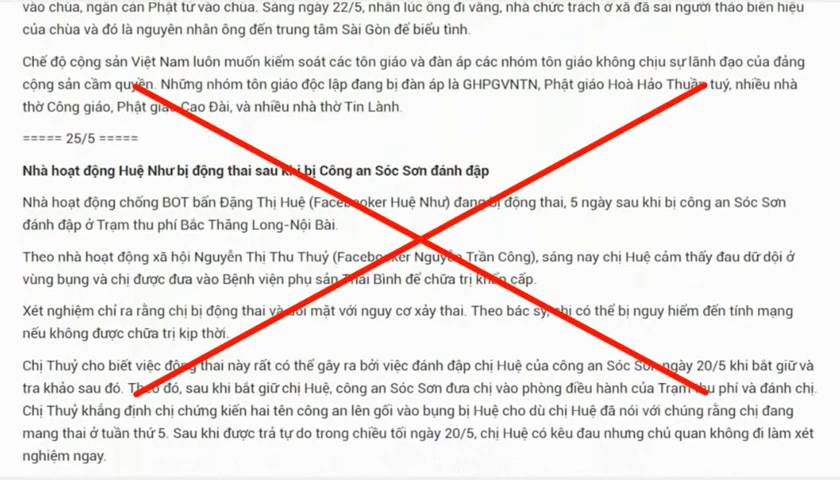 vào chùa, ngăn cản Phật tư vào chùa. Sáng ngày 22/5, nhân lúc ông đi vắng, nhà chức trách ở xã đã sai người tháo biển hiệu
của chùa và đó là nguyên nhân ông đến trung tâm Sài Gòn để biểu tình.
Chế độ cộng sản Việt Nam luôn muốn kiểm soát các tôn giáo và đàn áp các nhóm tôn giáo không chịu sự lãnh đạo của đảng
cộng sản cầm quyền. Những nhóm tôn giáo độc lập đang bị đàn áp là GHPGVNTN, Phật giáo Hoà Hảo Thuần tuý, nhiều nhà
thờ Công giáo, Phật giáo Cao Đài, và nhiều nhà thờ Tin Lành.
===== 25/5 =====
Nhà hoạt động Huệ Như bị động thai sau khi bị Công an Sóc Sơn đánh đập
Nhà hoạt động chống BOT bẩn Đặng Thị Huệ (Facebooker Huệ Như) đang bị động thai, 5 ngày sau khi bị công an Sóc Sơn
đánh đập ở Trạm thu phí Bắc Thăng Long-Nội Bài.
Theo nhà hoạt động xã hội Nguyễn Thị Thu Thuỷ (Facebooker Nguyễn Trần Công), sáng nay chị Huệ cảm thấy đau dữ dội ở
vùng bụng và chị được đưa vào Bệnh viện phụ sản Thái Bình để chữa trị khẩn cấp.
Xét nghiệm chỉ ra rằng chị bị động thai và đối mặt với nguy cơ xảy thai. Theo bác sỹ, chị có thể bị nguy hiểm đến tính mạng
nếu không được chữa trị kịp thời.
Chị Thuỷ cho biết việc động thai này rất có thể gây ra bởi việc đánh đập chị Huệ của công an Sóc Sơn ngày 20/5 khi bắt giữ và
tra khảo sau đó. Theo đó, sau khi bắt giữ chị Huệ, công an Sóc Sơn đưa chị vào phòng điều hành của Trạm thu phí và đánh chị.
Chị Thuỷ khẳng định chị chứng kiến hai tên công an lên gối vào bụng bị Huệ cho dù chị Huệ đã nói với chúng rằng chị đang
mang thai ở tuần thứ 5. Sau khi được trả tự do trong chiều tối ngày 20/5, chị Huệ có kêu đau nhưng chủ quan không đi làm xét
nghiệm ngay.